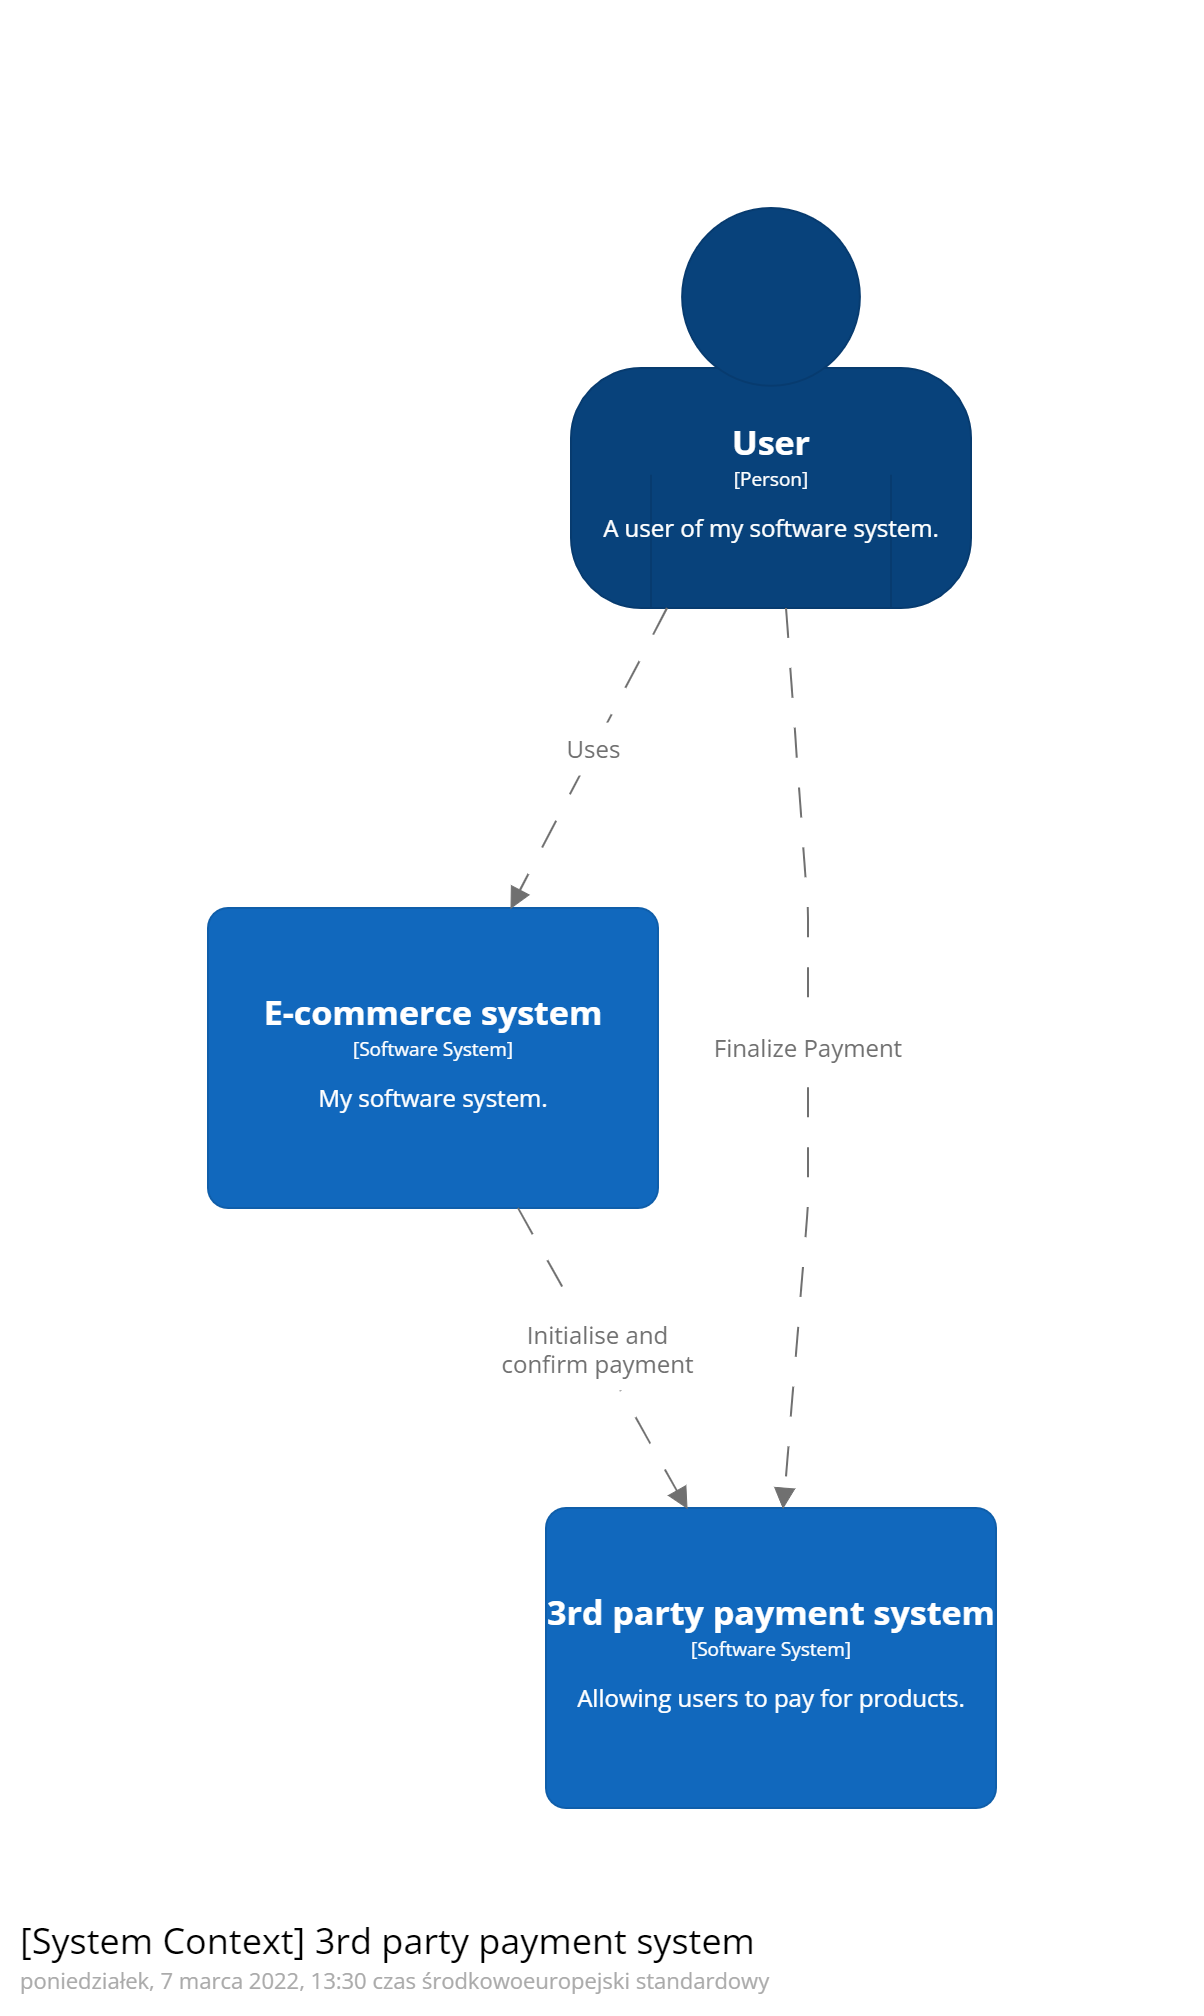 User
[Person]
A user of my software system.
Uses
E-commerce system
[Software System]
My software system.
Finalize Payment
Initialise and
confirm payment
3rd party payment system
[Software System]
Allowing users to pay for products.
[System Context] 3rd party payment system
poniedziałek, 7 marca 2022, 13:30 czas środkowoeuropejski standardowy